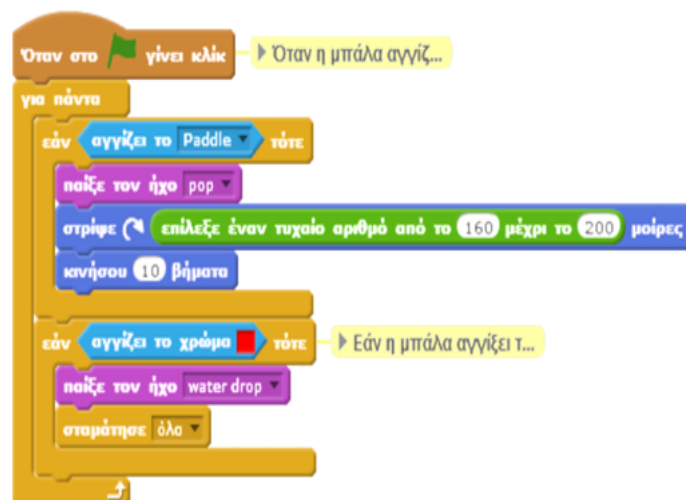 Όταν στο γίνει κλίκ Όταν η μπάλα αγγίζ...
για πάντα
εάν αγγίζει το Paddle τότε
παίξε τον ήχο pop
στρίψε επίλεξε έναν τυχαίο αριθμό από το 160 μέχρι το 200 μοίρες
κινήσου 10 βήματα
εάν αγγίζει το χρώμα τότε Εάν η μπάλα αγγίξει τ...
παίξε τον ήχο water drop
σταμάτησε όλα